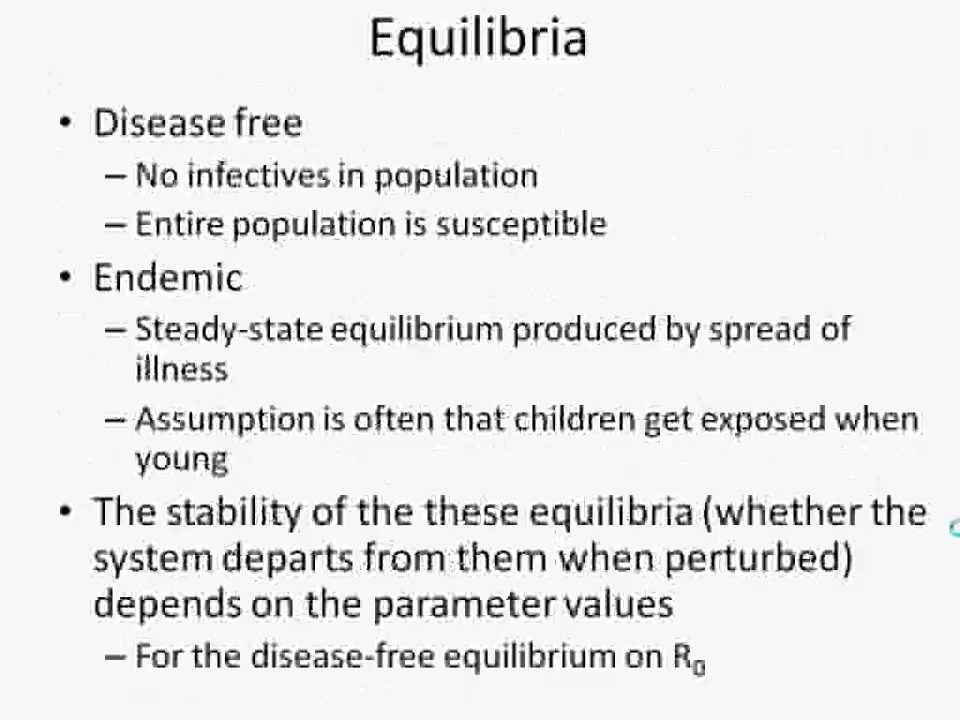 Equilibria
• Disease free
– No infectives in population
– Entire population is susceptible
• Endemic
– Steady-state equilibrium produced by spread of
illness
– Assumption is often that children get exposed when
young
• The stability of the these equilibria (whether the
system departs from them when perturbed)
depends on the parameter values
– For the disease-free equilibrium on R₀